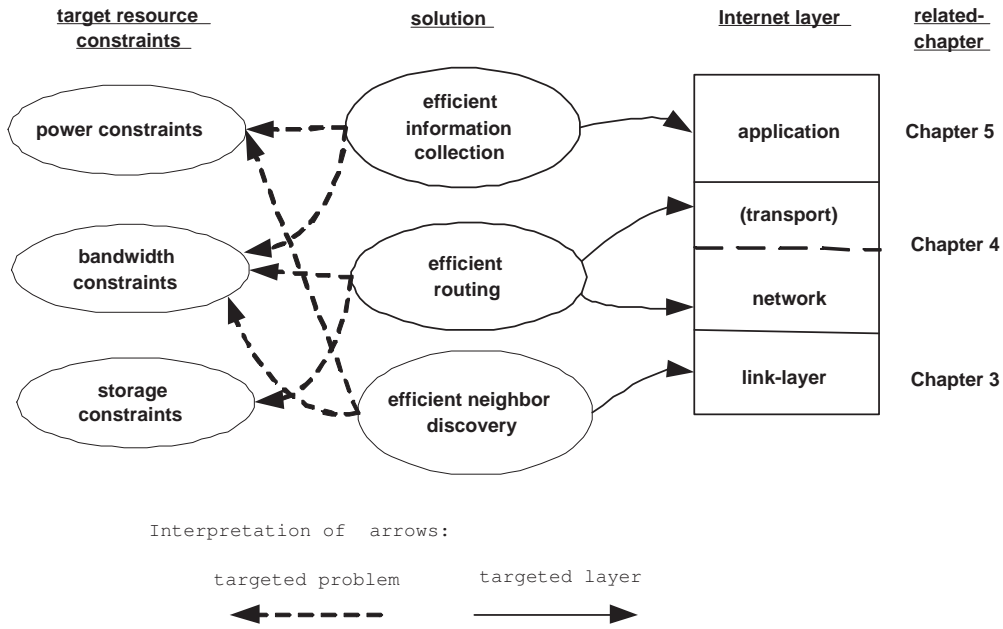 target resource
constraints
solution
Internet layer
related-
chapter
power constraints
efficient
information
collection
application
Chapter 5
bandwidth
constraints
efficient
routing
(transport)
Chapter 4
network
storage
constraints
efficient neighbor
discovery
link-layer
Chapter 3
Interpretation of arrows:
targeted problem
targeted layer